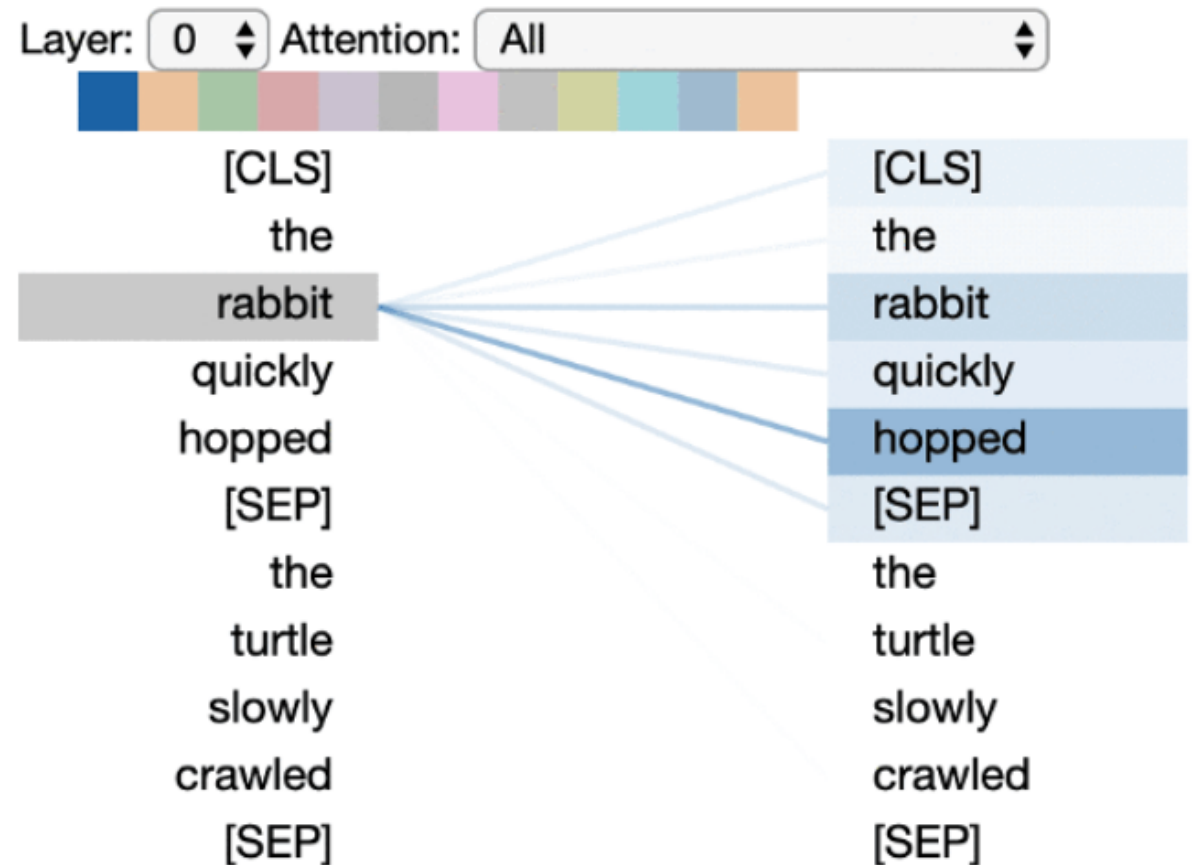 Layer: 0 Attention: All
[CLS] [CLS]
the the
rabbit rabbit
quickly quickly
hopped hopped
[SEP] [SEP]
the the
turtle turtle
slowly slowly
crawled crawled
[SEP] [SEP]